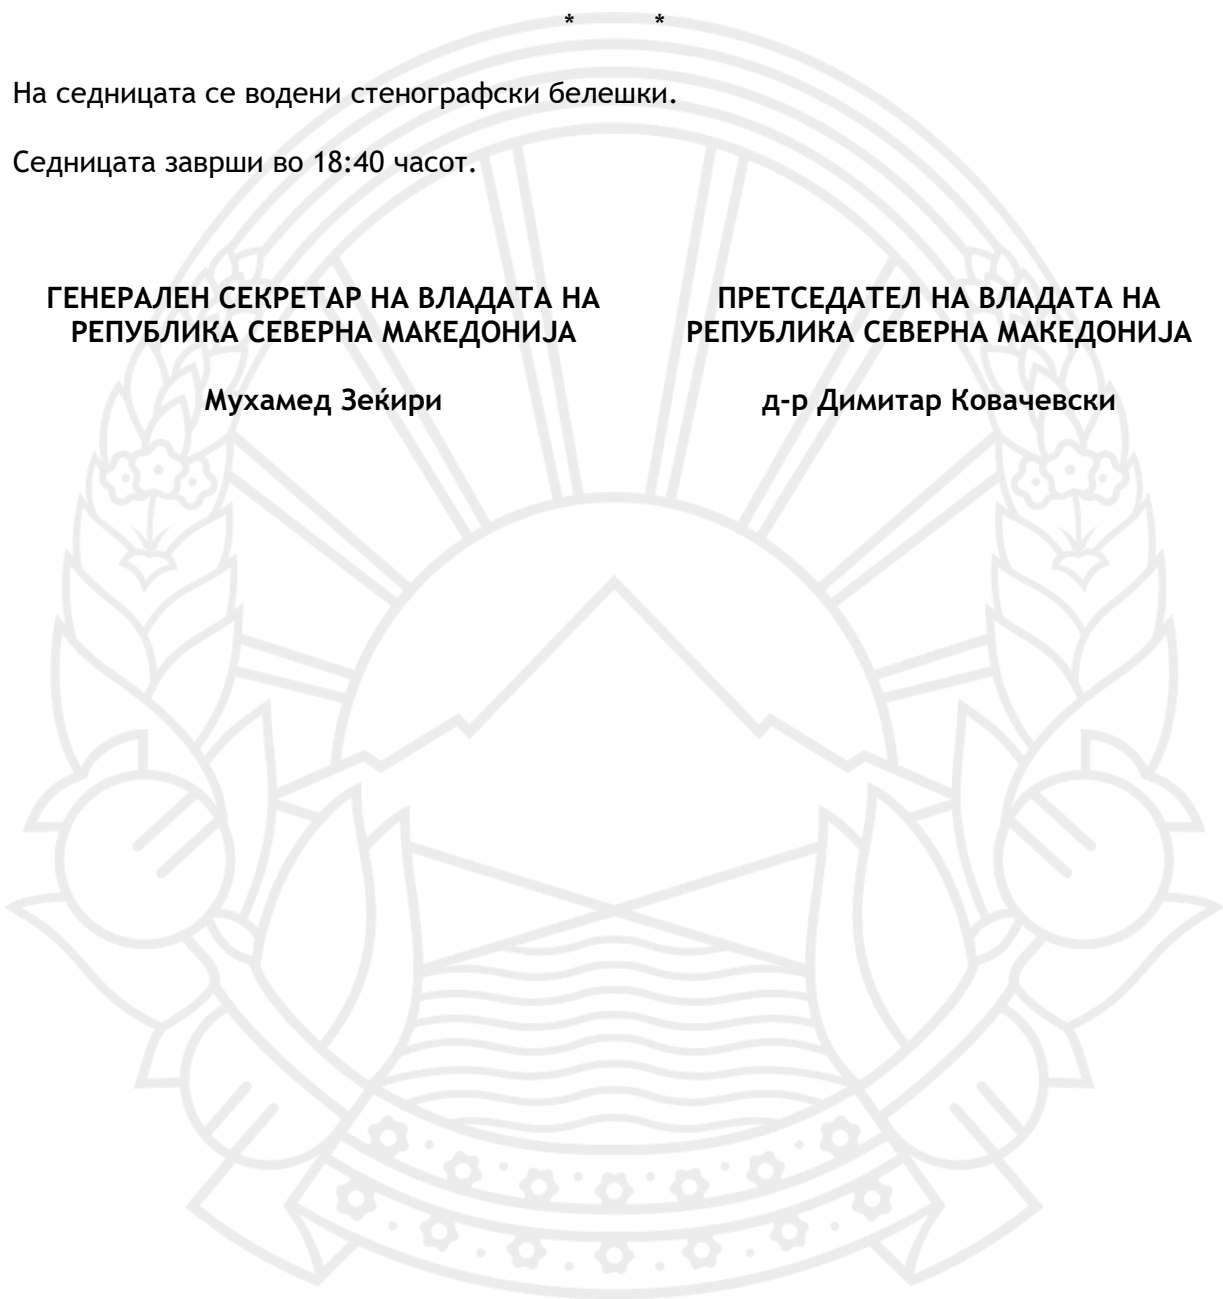 * *
На седницата се водени стенографски белешки.
Седницата заврши во 18:40 часот.
ГЕНЕРАЛЕН СЕКРЕТАР НА ВЛАДАТА НА
РЕПУБЛИКА СЕВЕРНА МАКЕДОНИЈА
Мухамед Зеќири
ПРЕТСЕДАТЕЛ НА ВЛАДАТА НА
РЕПУБЛИКА СЕВЕРНА МАКЕДОНИЈА
д-р Димитар Ковачевски